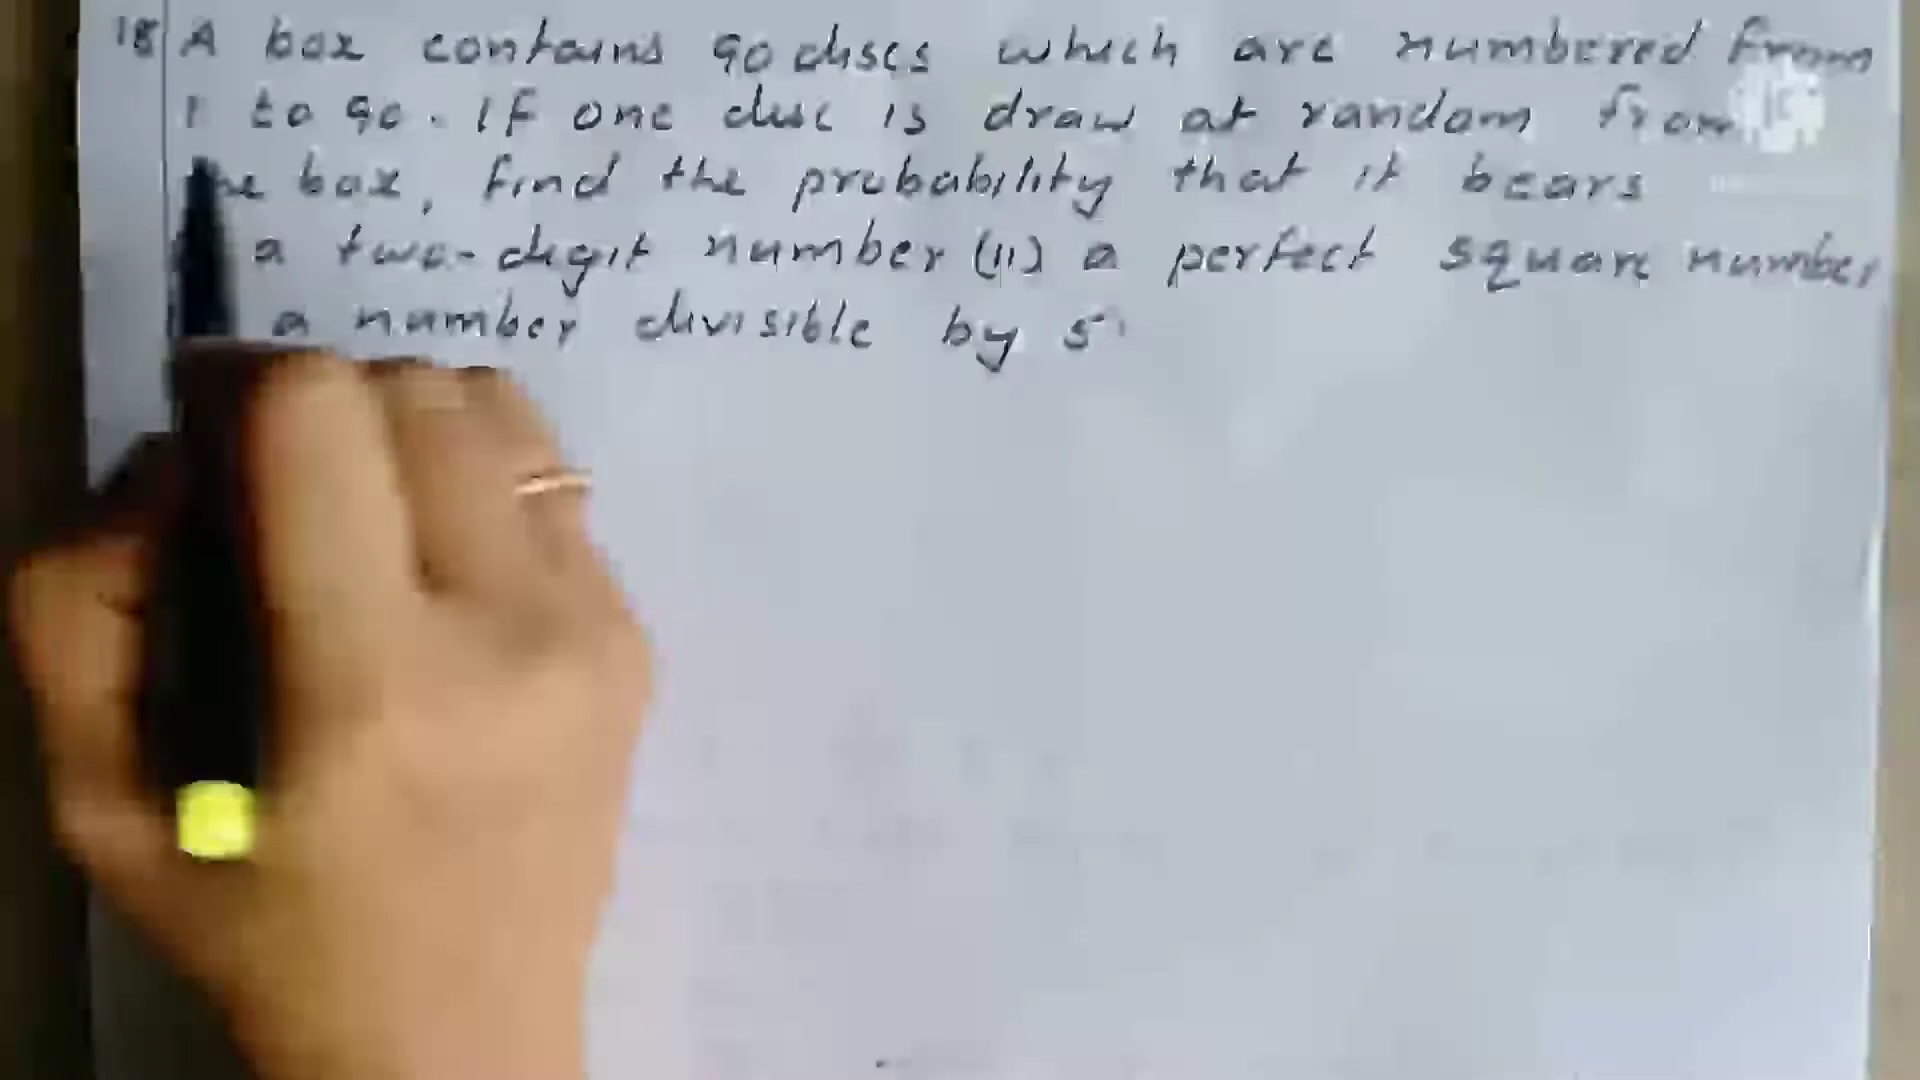 18 A box contains 90 discs which are numbered from
1 to 90. If one disc is draw at random from
the box, find the probability that it bears
a two-digit number (ii) a perfect square number
a number divisible by 5